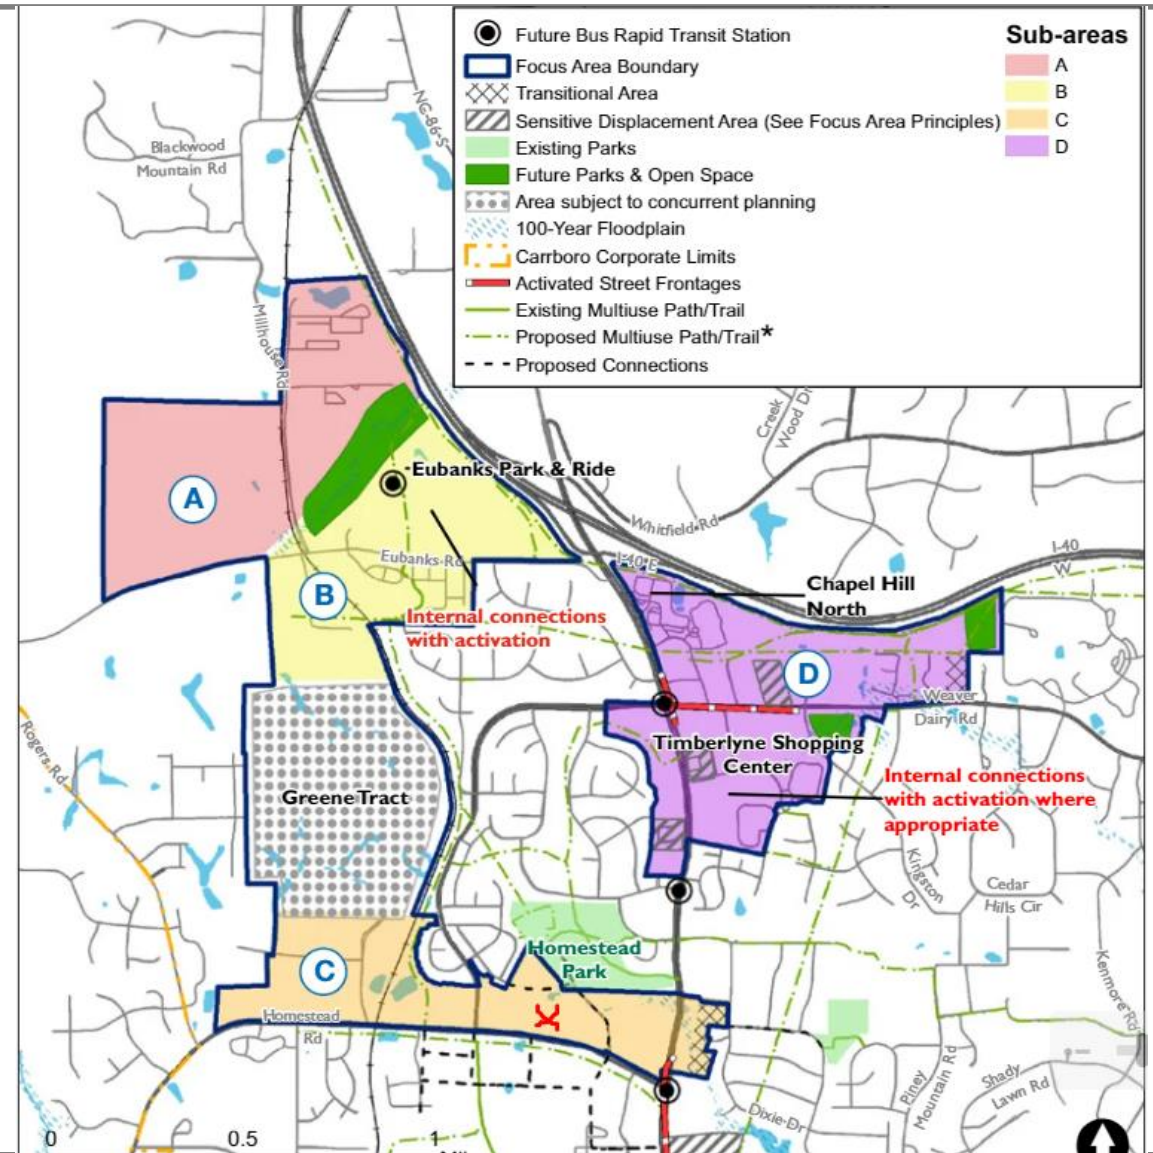 Future Bus Rapid Transit Station
Focus Area Boundary
Transitional Area
Sensitive Displacement Area (See Focus Area Principles)
Existing Parks
Future Parks & Open Space
Area subject to concurrent planning
100-Year Floodplain
Carrboro Corporate Limits
Activated Street Frontages
Existing Multiuse Path/Trail
Proposed Multiuse Path/Trail*
Proposed Connections
Sub-areas
A
B
C
D
NC-86-S
Blackwood
Mountain Rd
Millhouse Rd
Creek
Wood Dr
A
Eubanks Park & Ride
Whitfield Rd
I-40 E
I-40
W
Eubanks Rd
B
Internal connections
with activation
Chapel Hill
North
D
Weaver
Dairy Rd
Rogers Rd
Timberlyne Shopping
Center
Internal connections
with activation where
appropriate
Greene Tract
Kingston
Dr
Cedar
Hills Cir
Homestead
Park
C
Kenmore Rd
Homestead
Rd
Piney
Mountain Rd
Shady
Lawn Rd
Dixie Dr
0
0.5
1